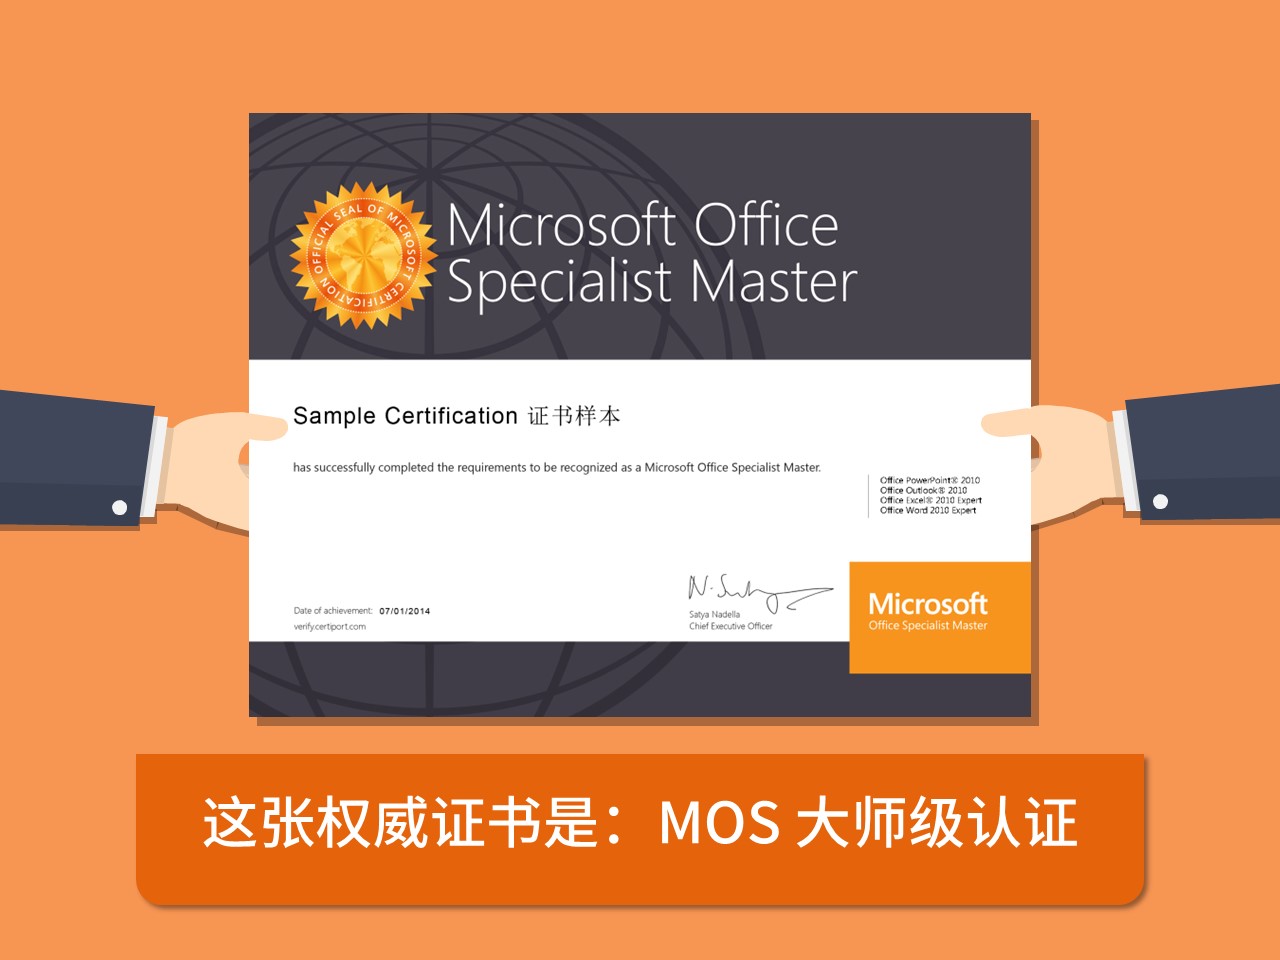 OFFICIAL SEAL OF MICROSOFT CERTIFICATION
Microsoft Office
Specialist Master
Sample Certification 证书样本
has successfully completed the requirements to be recognized as a Microsoft Office Specialist Master.
Office PowerPoint® 2010
Office Outlook® 2010
Office Excel® 2010 Expert
Office Word 2010 Expert
Date of achievement: 07/01/2014
verify.certiport.com
Satya Nadella
Chief Executive Officer
Microsoft
Office Specialist Master
这张权威证书是：MOS 大师级认证